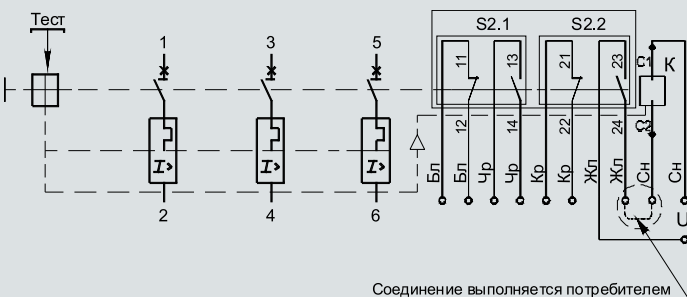 Тест
1 3 5
S2.1 S2.2
11 13 21 23 C1 К
12 14 22 24 C2
I> I> I>
Бл Бл Чр Чр Кр Кр Жл Жл Сн Сн
2 4 6
U
Соединение выполняется потребителем